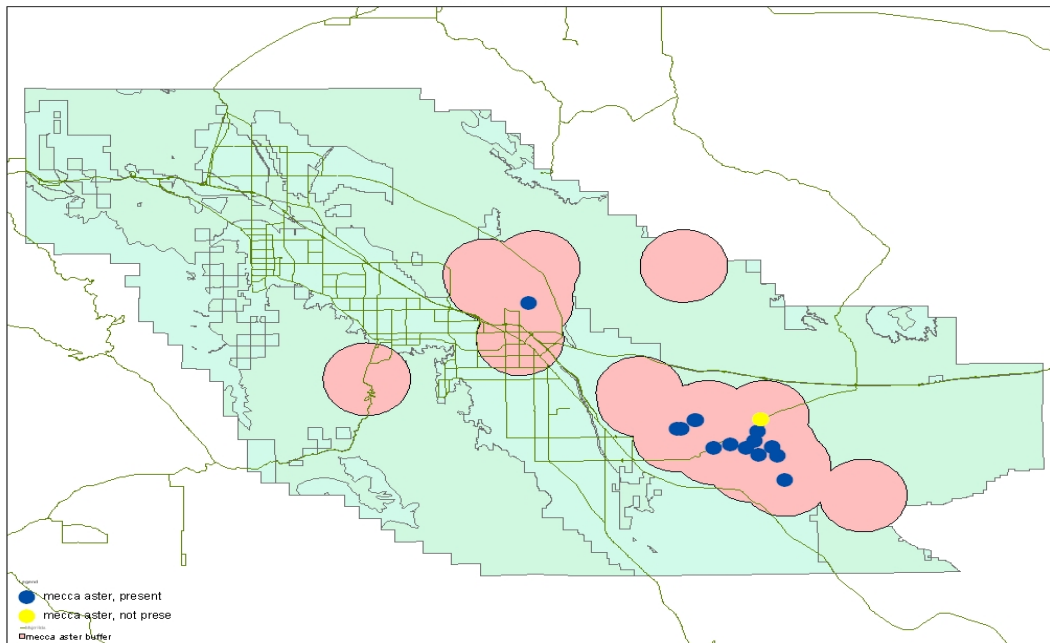 mecca aster, present
mecca aster, not prese
mecca aster buffer